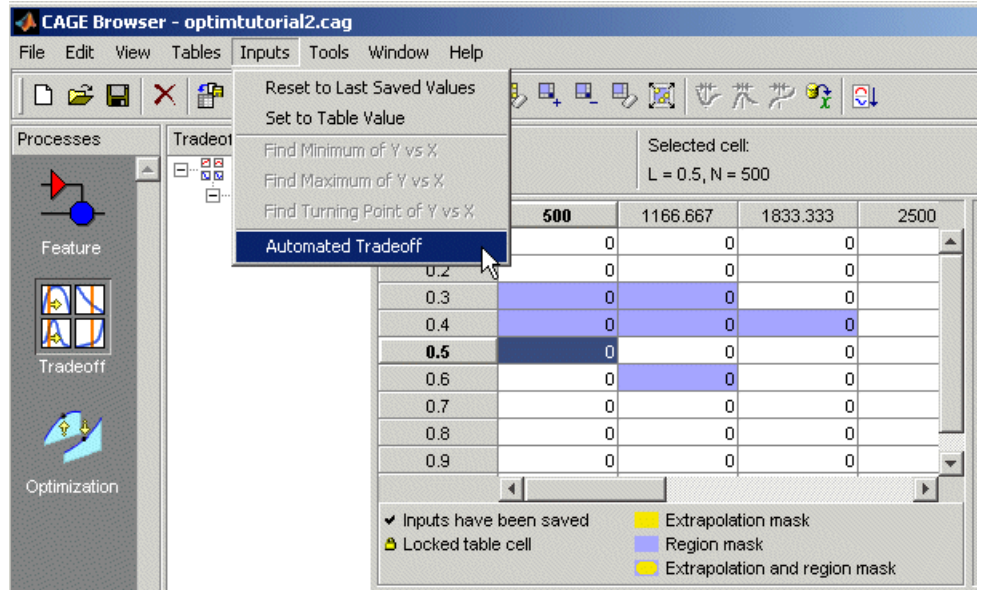 CAGE Browser - optimtutorial2.cag
File Edit View Tables Inputs Tools Window Help
Reset to Last Saved Values
Set to Table Value
Find Minimum of Y vs X
Find Maximum of Y vs X
Find Turning Point of Y vs X
Automated Tradeoff
Processes
Feature
Tradeoff
Optimization
Tradeof
Selected cell:
L = 0.5, N = 500
500 1166.667 1833.333 2500
0 0 0
0.2 0 0 0
0.3 0 0 0
0.4 0 0 0
0.5 0 0 0
0.6 0 0 0
0.7 0 0 0
0.8 0 0 0
0.9 0 0 0
Inputs have been saved
Locked table cell
Extrapolation mask
Region mask
Extrapolation and region mask